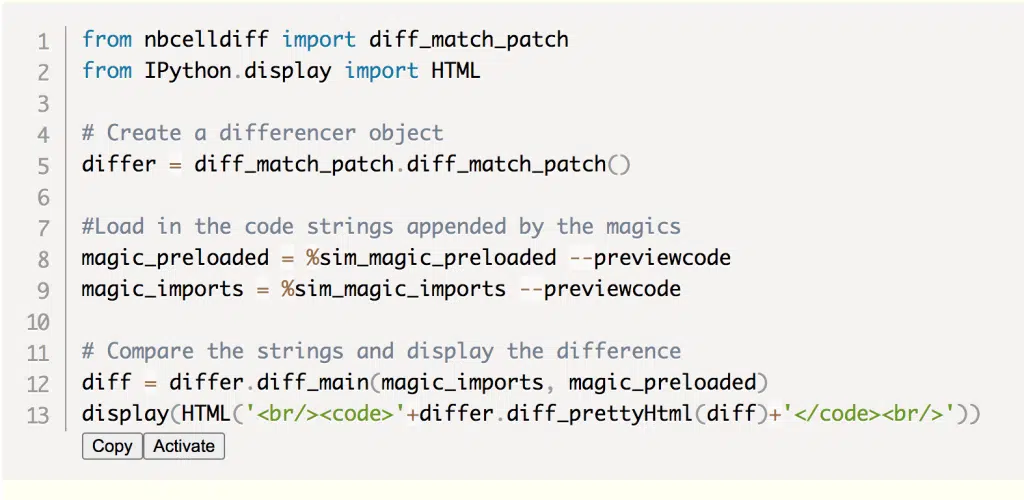 1 from nbcelldiff import diff_match_patch
2 from IPython.display import HTML
3
4 # Create a differencer object
5 differ = diff_match_patch.diff_match_patch()
6
7 #Load in the code strings appended by the magics
8 magic_preloaded = %sim_magic_preloaded --previewcode
9 magic_imports = %sim_magic_imports --previewcode
10
11 # Compare the strings and display the difference
12 diff = differ.diff_main(magic_imports, magic_preloaded)
13 display(HTML('<br/><code>'+differ.diff_prettyHtml(diff)+'</code><br/>'))
Copy Activate